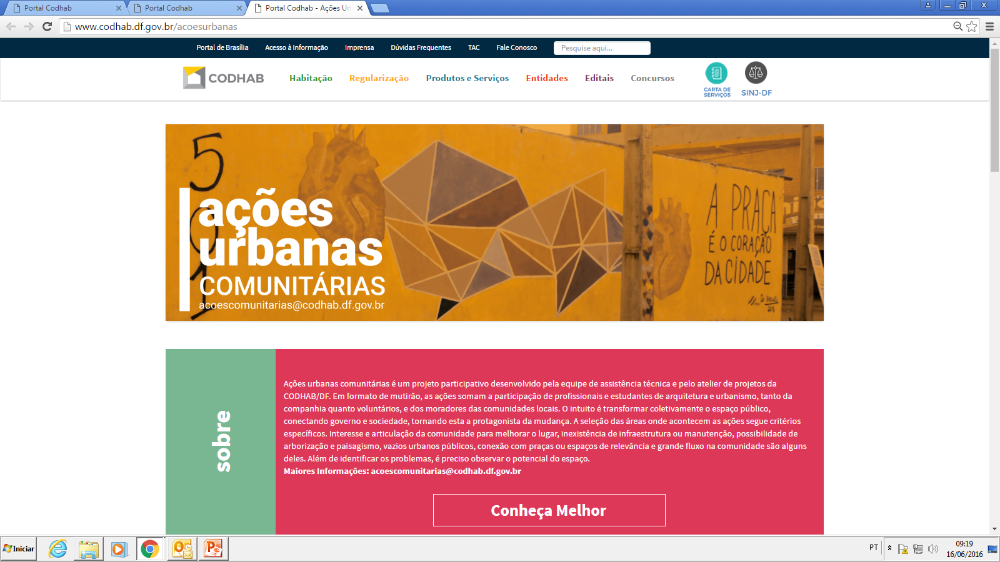 Portal Codhab
Portal Codhab
Portal Codhab - Ações Ur
www.codhab.df.gov.br/acoesurbanas
Portal de Brasília Acesso à Informação Imprensa Dúvidas Frequentes TAC Fale Conosco Pesquise aqui...
CODHAB Habitação Regularização Produtos e Serviços Entidades Editais Concursos
CARTA DE
SERVIÇOS
SINJ-DF
5
ações
urbanas
COMUNITÁRIAS
acoescomunitarias@codhab.df.gov.br
A PRAÇA
É O CORAÇÃO
DA CIDADE
sobre
Ações urbanas comunitárias é um projeto participativo desenvolvido pela equipe de assistência técnica e pelo atelier de projetos da
CODHAB/DF. Em formato de mutirão, as ações somam a participação de profissionais e estudantes de arquitetura e urbanismo, tanto da
companhia quanto voluntários, e dos moradores das comunidades locais. O intuito é transformar coletivamente o espaço público,
conectando governo e sociedade, tornando esta a protagonista da mudança. A seleção das áreas onde acontecem as ações segue critérios
específicos. Interesse e articulação da comunidade para melhorar o lugar, inexistência de infraestrutura ou manutenção, possibilidade de
arborização e paisagismo, vazios urbanos públicos, conexão com praças ou espaços de relevância e grande fluxo na comunidade são alguns
deles. Além de identificar os problemas, é preciso observar o potencial do espaço.
Maiores Informações: acoescomunitarias@codhab.df.gov.br
Conheça Melhor
Iniciar
PT
09:19
16/06/2016